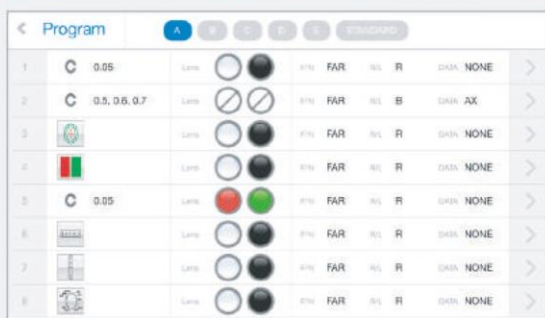 < Program A B C D E STANDARD
1 C 0.05 Lens F/N FAR R/L R DATA NONE >
2 C 0.5, 0.6, 0.7 Lens F/N FAR R/L B DATA AX >
3 Lens F/N FAR R/L R DATA NONE >
4 Lens F/N FAR R/L R DATA NONE >
5 C 0.05 Lens F/N FAR R/L R DATA NONE >
6 Lens F/N FAR R/L R DATA NONE >
7 Lens F/N FAR R/L R DATA NONE >
8 Lens F/N FAR R/L R DATA NONE >